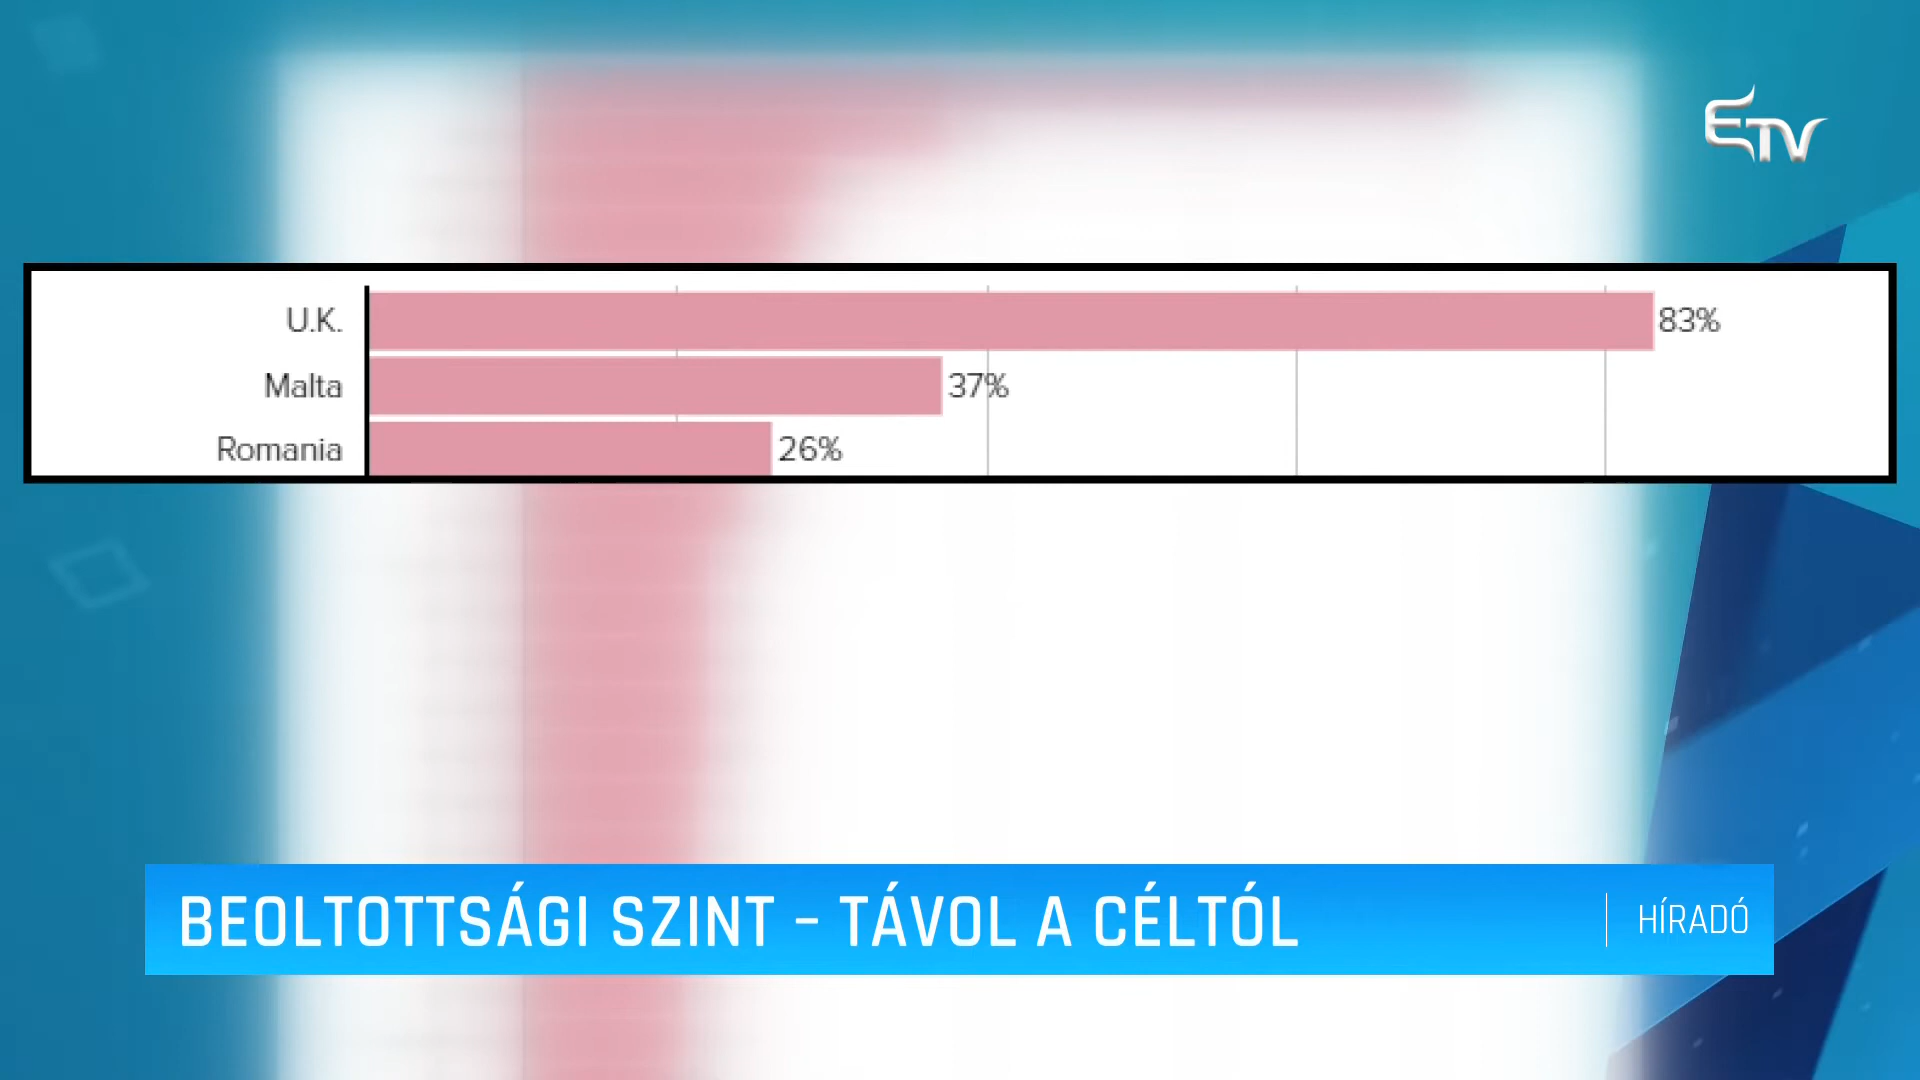 ETV
U.K. 83%
Malta 37%
Romania 26%
BEOLTOTTSÁGI SZINT – TÁVOL A CÉLTÓL
HÍRADÓ